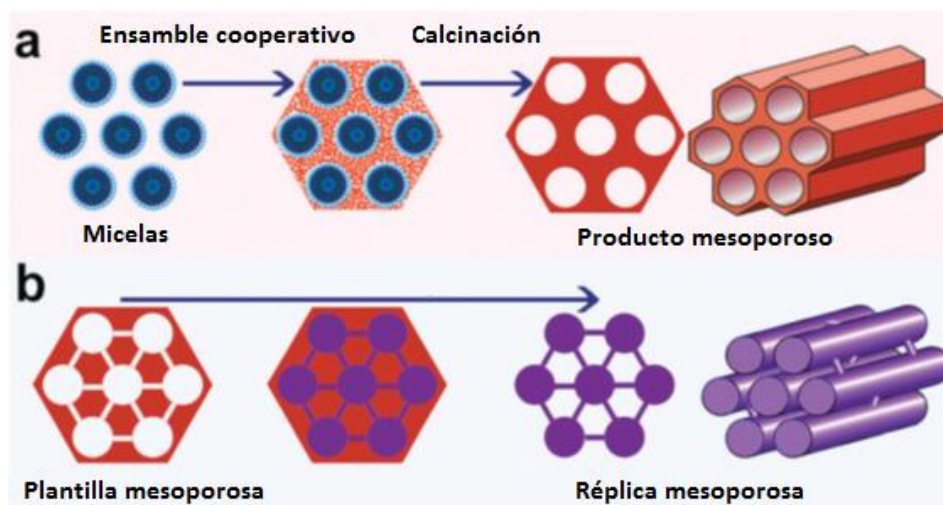 a
Ensamble cooperativo
Calcinación
Micelas
Producto mesoporoso
b
Plantilla mesoporosa
Réplica mesoporosa